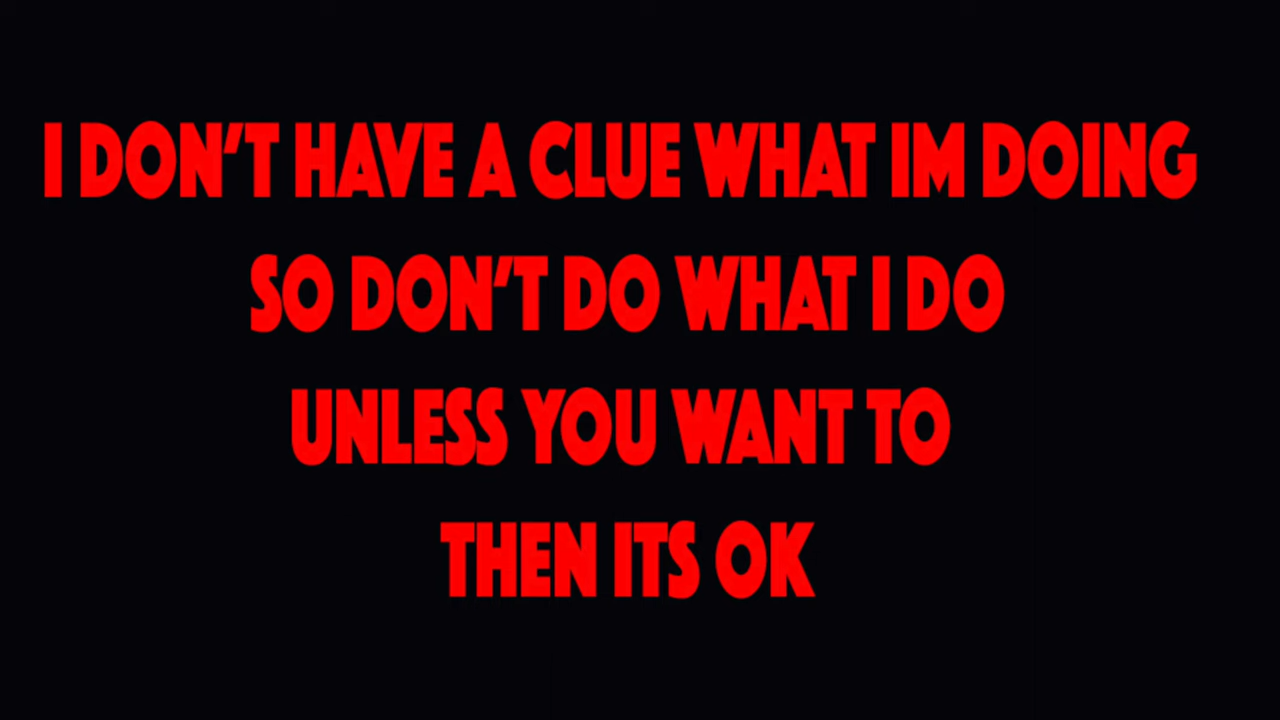 I DON'T HAVE A CLUE WHAT IM DOING
SO DON'T DO WHAT I DO
UNLESS YOU WANT TO
THEN ITS OK